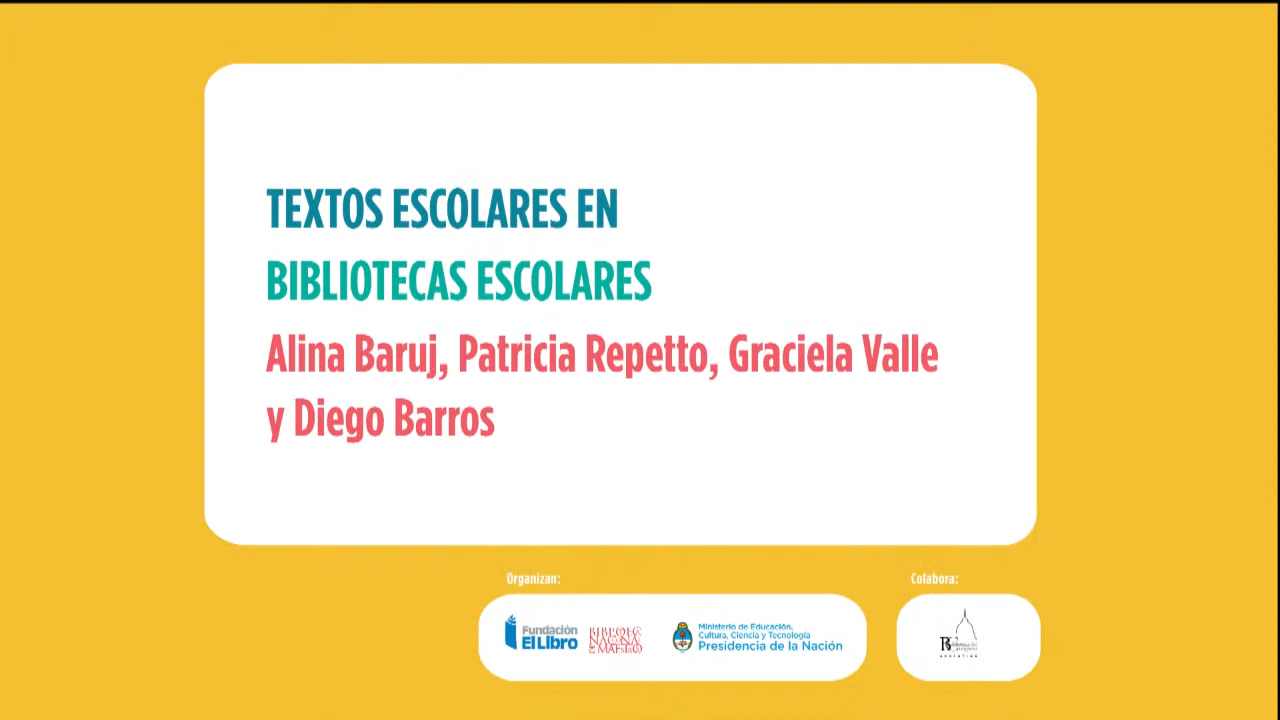 TEXTOS ESCOLARES EN
BIBLIOTECAS ESCOLARES
Alina Baruj, Patricia Repetto, Graciela Valle
y Diego Barros
Organizan:
Colabora:
Fundación
El Libro
Ministerio de Educación,
Cultura, Ciencia y Tecnología
Presidencia de la Nación
ARGENTINA